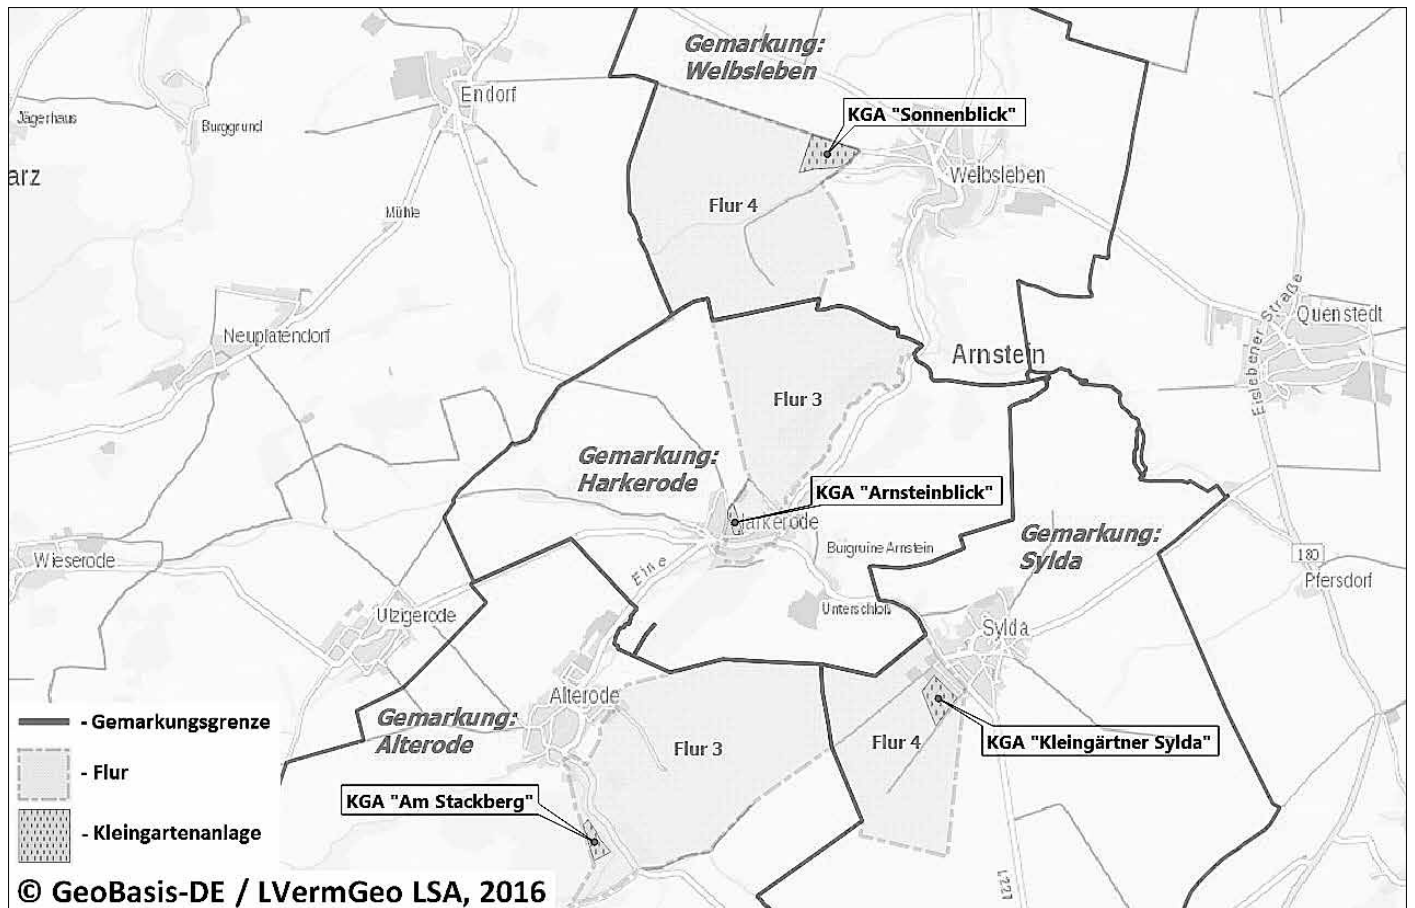 Gemarkung:
Welbsleben
Endorf
KGA "Sonnenblick"
Jägerhaus
Burggrund
arz
Welbsleben
Flur 4
Mühle
Neuplatendorf
Quenstedt
Eislebener Straße
Arnstein
Flur 3
Gemarkung:
Harkerode
KGA "Arnsteinblick"
Harkerode
Gemarkung:
Sylda
Burgruine Arnstein
Wieserode
Eine
180
Pfersdorf
Ulzigerode
Unterschloß
Sylda
Alterode
Gemarkung:
Alterode
Flur 3
Flur 4
KGA "Kleingärtner Sylda"
KGA "Am Stackberg"
L227
- Gemarkungsgrenze
- Flur
- Kleingartenanlage
© GeoBasis-DE / LVermGeo LSA, 2016